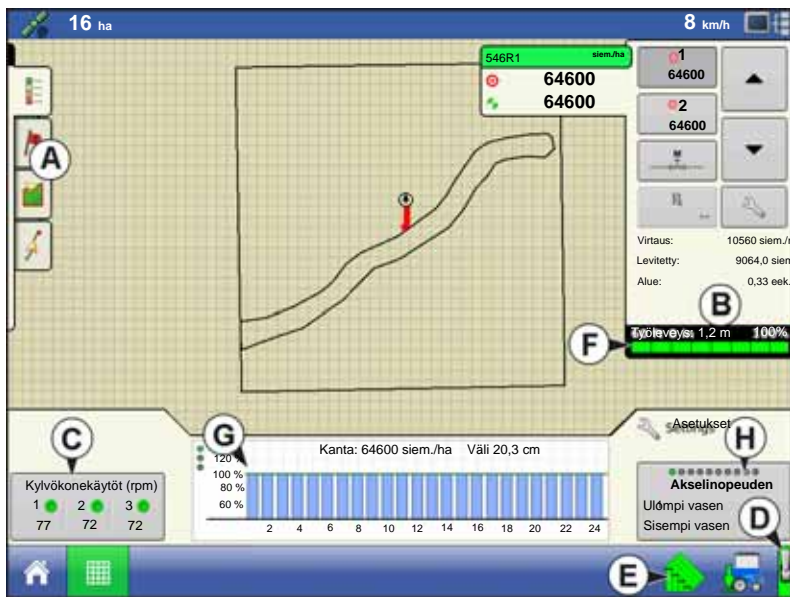 16 ha
8 km/h
546R1 siem./ha
64600
64600
1
64600
2
64600
A
Virtaus: 10560 siem./r
Levitetty: 9064,0 siem
Alue: 0,33 eek.
B
Työleveys: 1,2 m 100%
F
Asetukset
C
G
H
120 %
100 %
80 %
60 %
Kanta: 64600 siem./ha Väli 20,3 cm
2 4 6 8 10 12 14 16 18 20 22 24
Kylvökonekäytöt (rpm)
1 2 3
77 72 72
Akselinopeuden
Ulompi vasen
Sisempi vasen
D
E